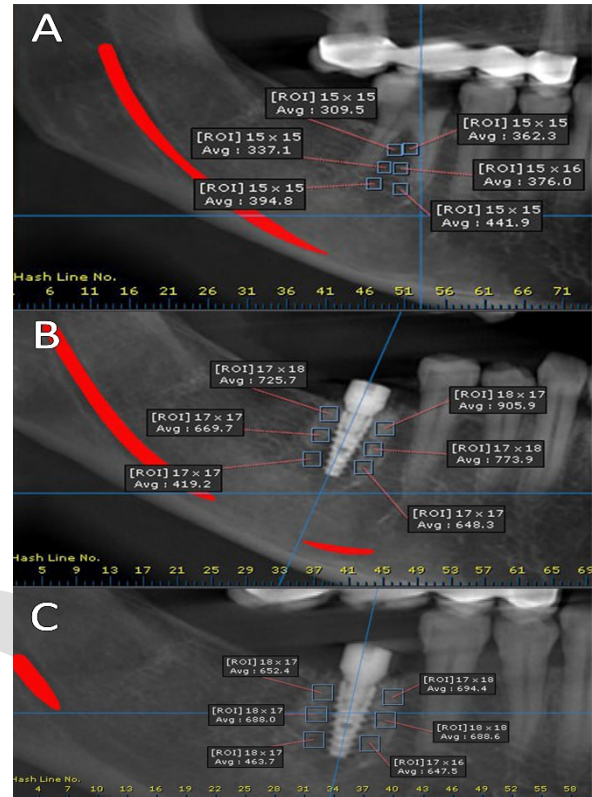 A
[ROI] 15 x 15
Avg : 309.5
[ROI] 15 x 15
Avg : 362.3
[ROI] 15 x 15
Avg : 337.1
[ROI] 15 x 16
Avg : 376.0
[ROI] 15 x 15
Avg : 394.8
[ROI] 15 x 15
Avg : 441.9
Hash Line No.
1 6 11 16 21 26 31 36 41 46 51 56 61 66 71
B
[ROI] 17 x 18
Avg : 725.7
[ROI] 18 x 17
Avg : 905.9
[ROI] 17 x 17
Avg : 669.7
[ROI] 17 x 18
Avg : 773.9
[ROI] 17 x 17
Avg : 419.2
[ROI] 17 x 17
Avg : 648.3
Hash Line No.
5 9 13 17 21 25 29 33 37 41 45 49 53 57 61 65 69
C
[ROI] 18 x 17
Avg : 652.4
[ROI] 17 x 18
Avg : 694.4
[ROI] 18 x 17
Avg : 688.0
[ROI] 18 x 18
Avg : 688.6
[ROI] 18 x 17
Avg : 463.7
[ROI] 17 x 16
Avg : 647.5
Hash Line No.
4 7 10 13 16 19 22 25 28 31 34 37 40 43 46 49 52 55 58